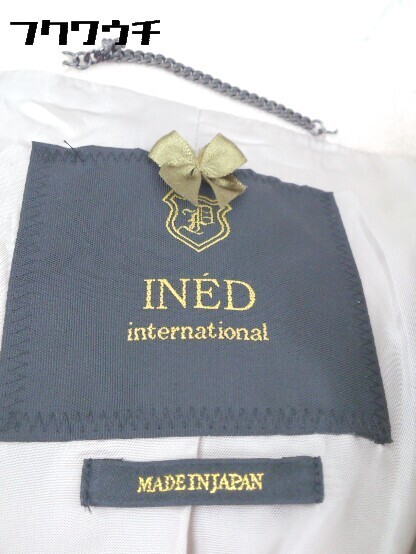 フクワウチ
P
INÉD
international
MADE IN JAPAN